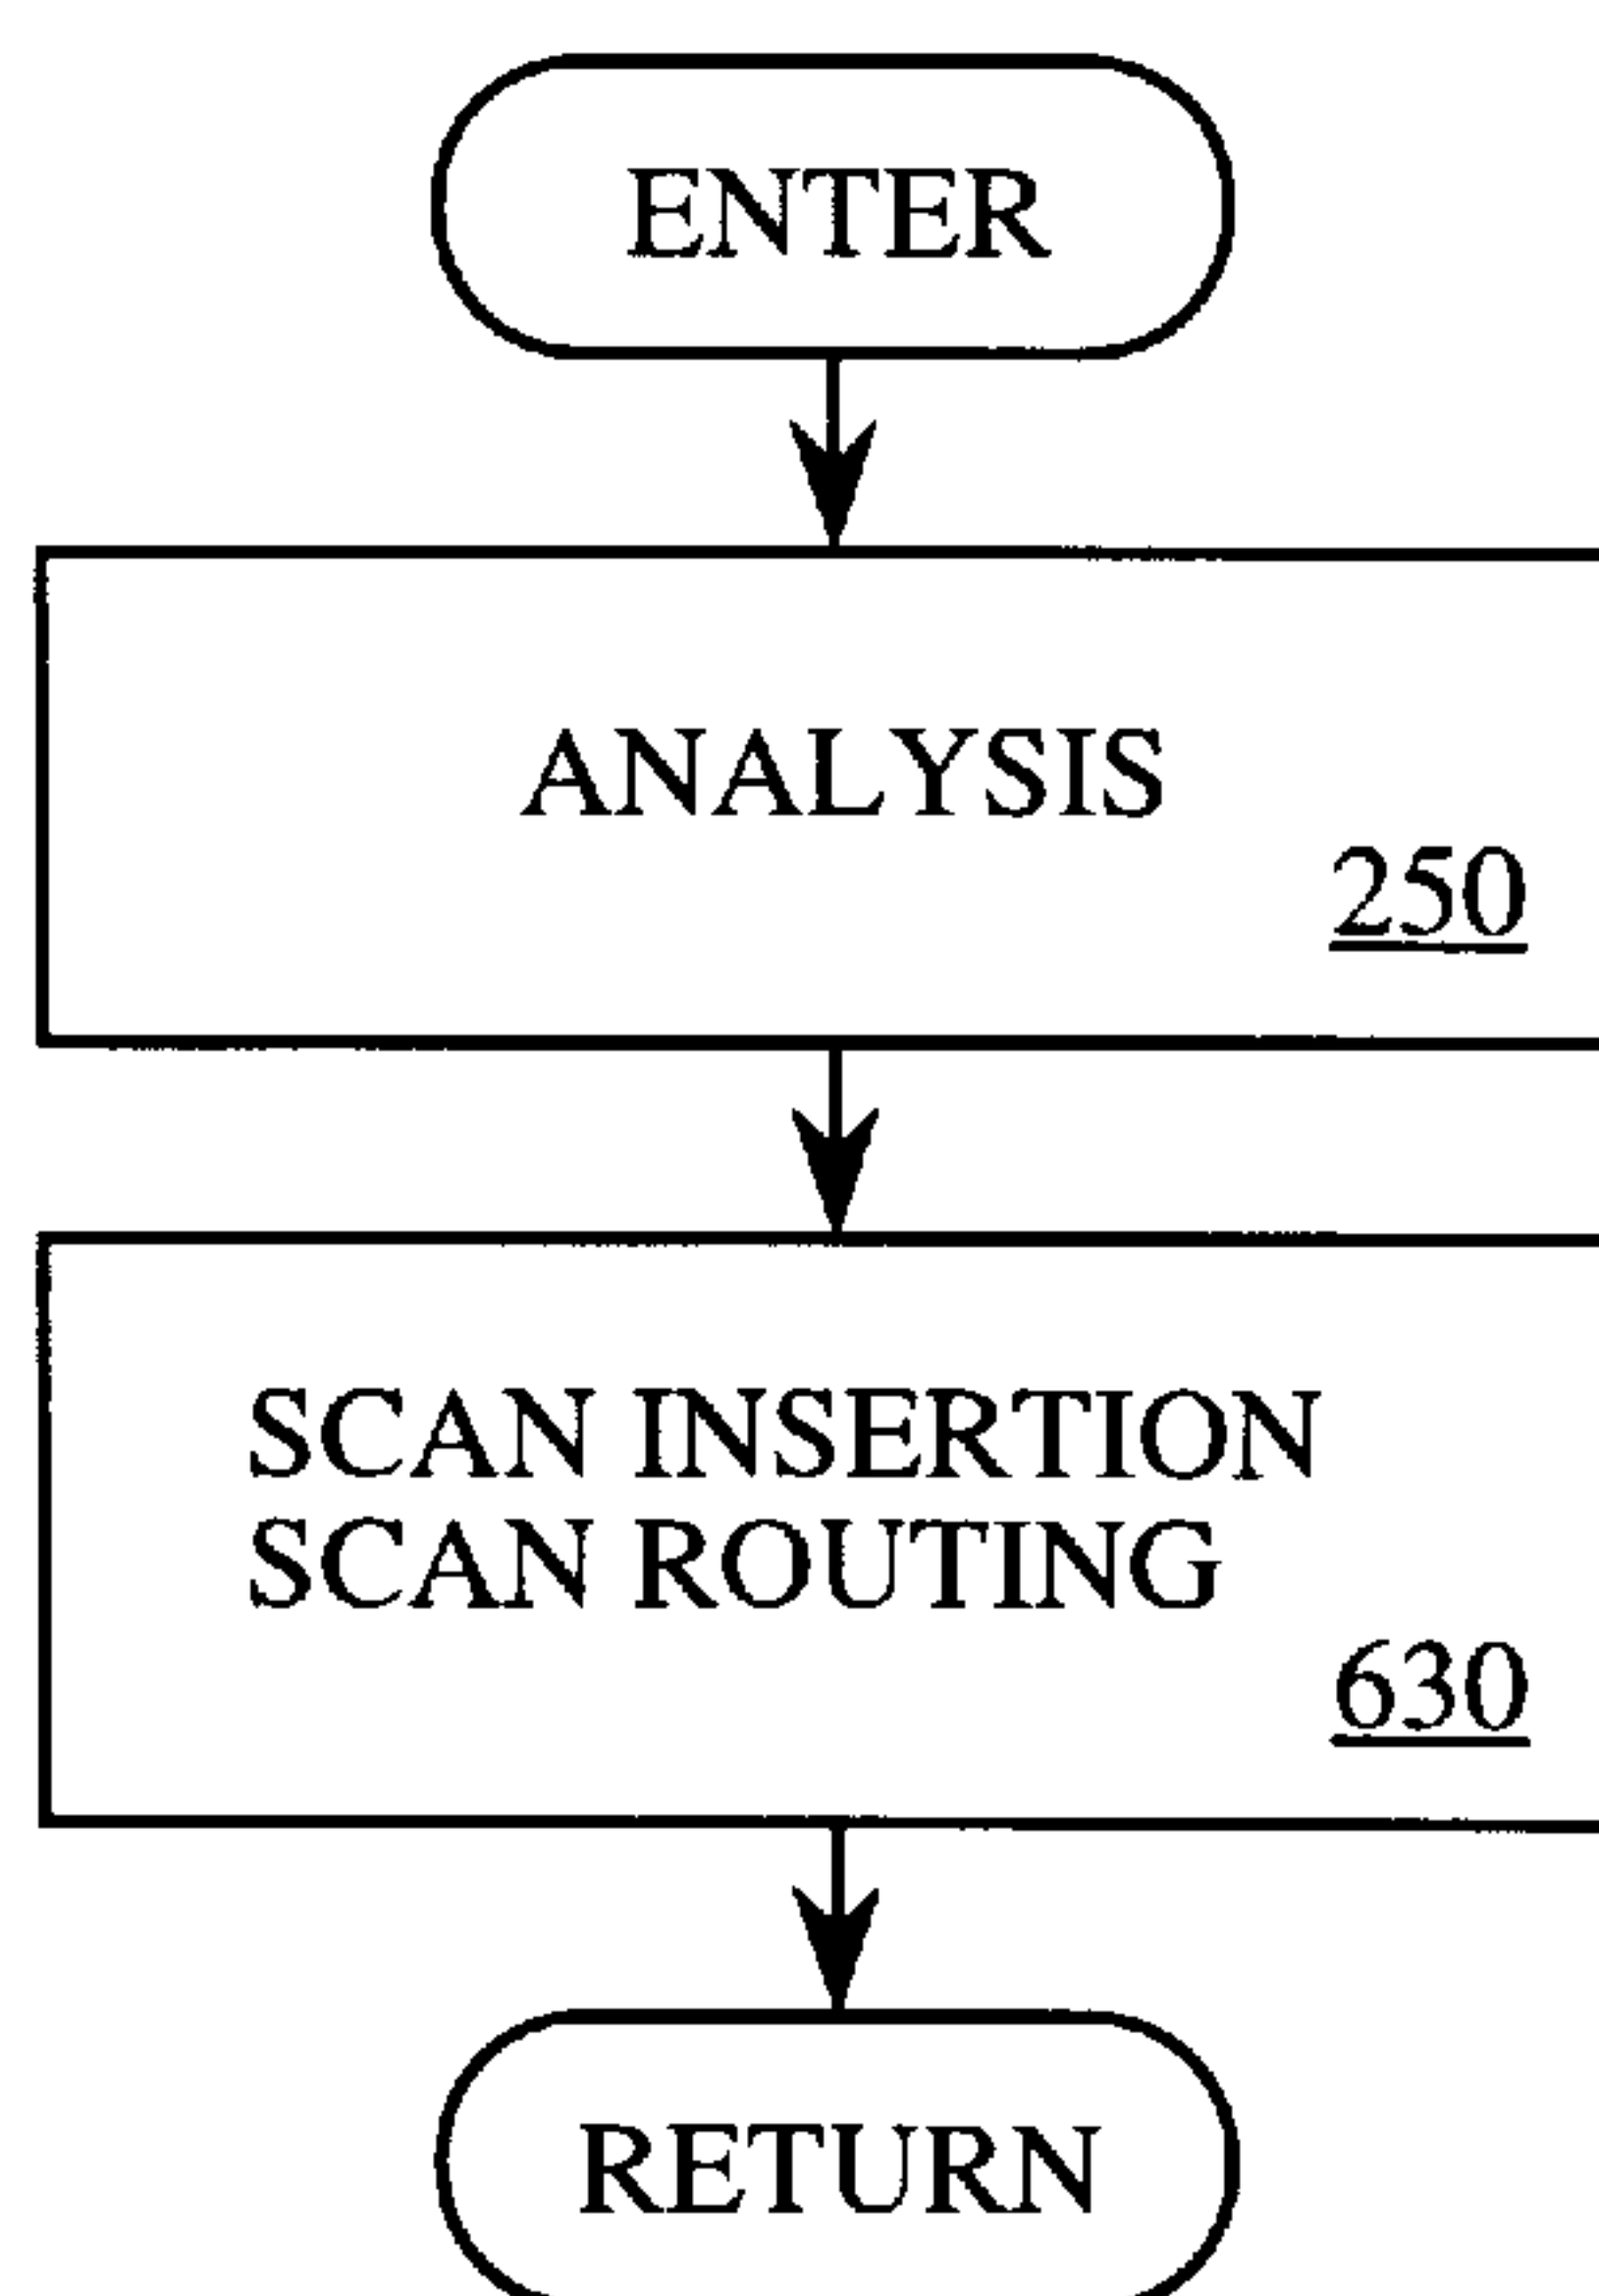 ENTER
ANALYSIS
250
SCAN INSERTION
SCAN ROUTING
630
RETURN